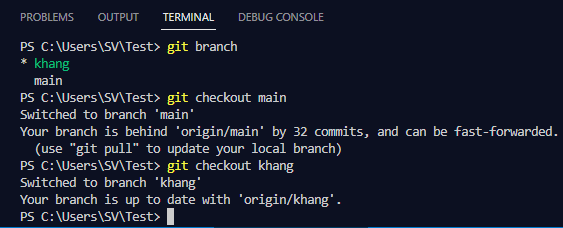 PROBLEMS OUTPUT TERMINAL DEBUG CONSOLE
PS C:\Users\SV\Test> git branch
* khang
  main
PS C:\Users\SV\Test> git checkout main
Switched to branch 'main'
Your branch is behind 'origin/main' by 32 commits, and can be fast-forwarded.
  (use "git pull" to update your local branch)
PS C:\Users\SV\Test> git checkout khang
Switched to branch 'khang'
Your branch is up to date with 'origin/khang'.
PS C:\Users\SV\Test>